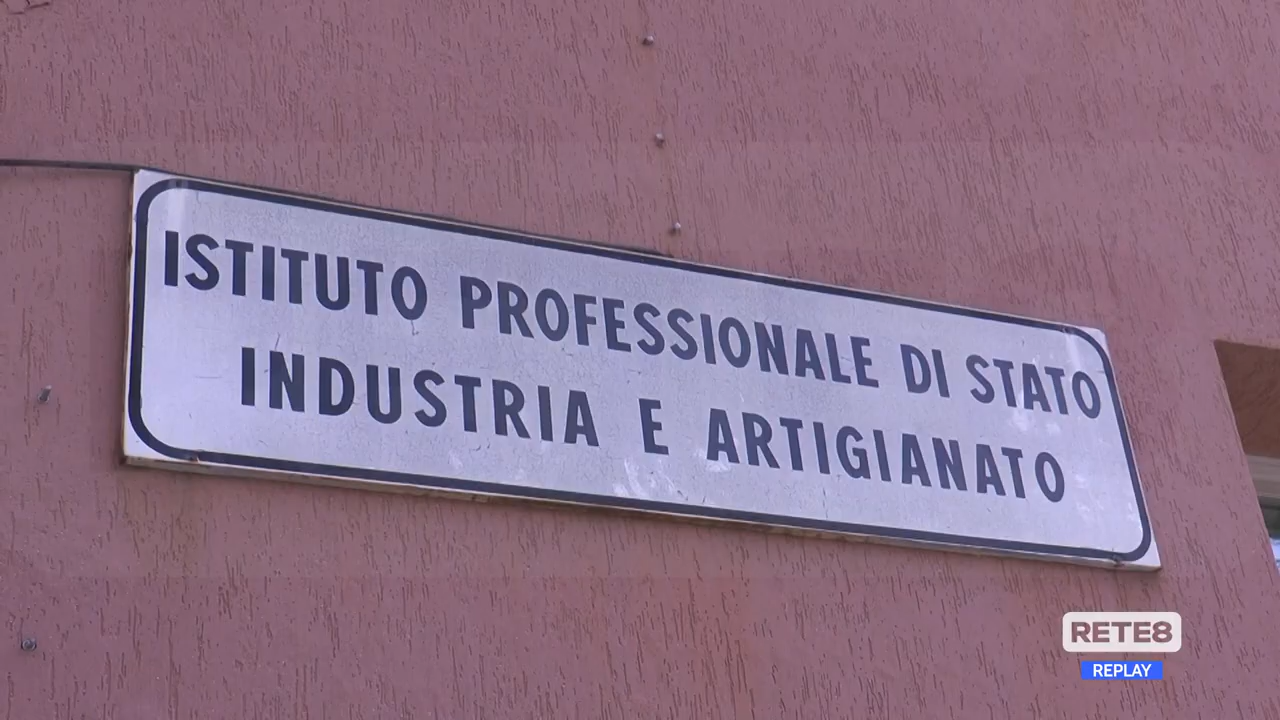 ISTITUTO PROFESSIONALE DI STATO
INDUSTRIA E ARTIGIANATO
RETE8
REPLAY